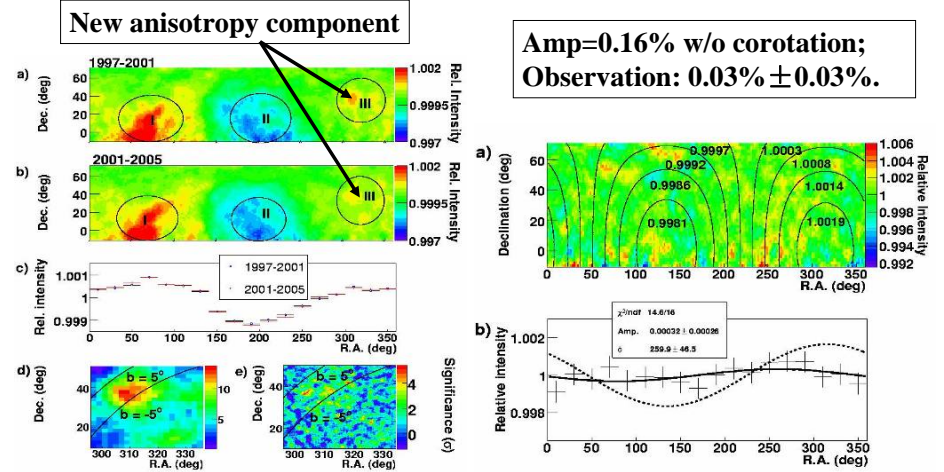 New anisotropy component
a)
1997-2001
Dec. (deg)
60
40
20
0
I
II
III
1.002
0.9995
0.997
Rel. Intensity
b)
2001-2005
Dec. (deg)
60
40
20
0
I
II
III
1.002
0.9995
0.997
Rel. Intensity
c)
Rel. intensity
1.001
1
0.999
1997-2001
2001-2005
0 50 100 150 200 250 300 350
R.A. (deg)
d)
Dec. (deg)
40
20
b = 5°
b = -5°
300 310 320 330
10
5
0
e)
Dec. (deg)
40
20
b = 5°
b = -5°
300 310 320 330
R.A. (deg)
4
2
0
Significance (σ)
Amp=0.16% w/o corotation;
Observation: 0.03%±0.03%.
a)
Declination (deg)
60
40
20
0
0.9997
0.9992
0.9986
0.9981
1.0003
1.0008
1.0014
1.0019
1.006
1.004
1.002
1
0.998
0.996
0.994
0.992
Relative intensity
0 50 100 150 200 250 300 350
R.A. (deg)
b)
Relative intensity
1.002
1
0.998
χ²/ndf 14.6/16
Amp. 0.00032 ± 0.00026
259.9 ± 46.5
0 50 100 150 200 250 300 350
R.A. (deg)